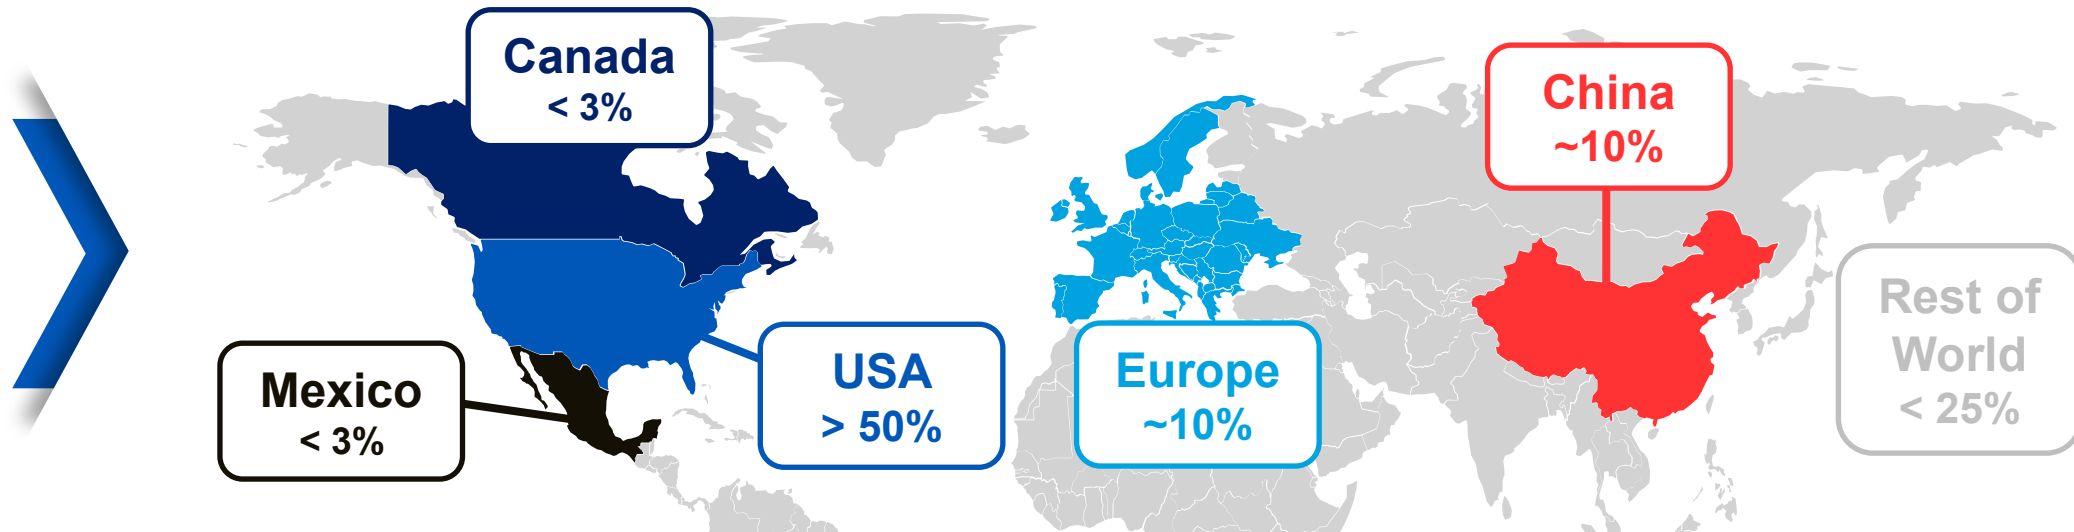 Canada
< 3%
China
~10%
Rest of
World
< 25%
USA
> 50%
Europe
~10%
Mexico
< 3%